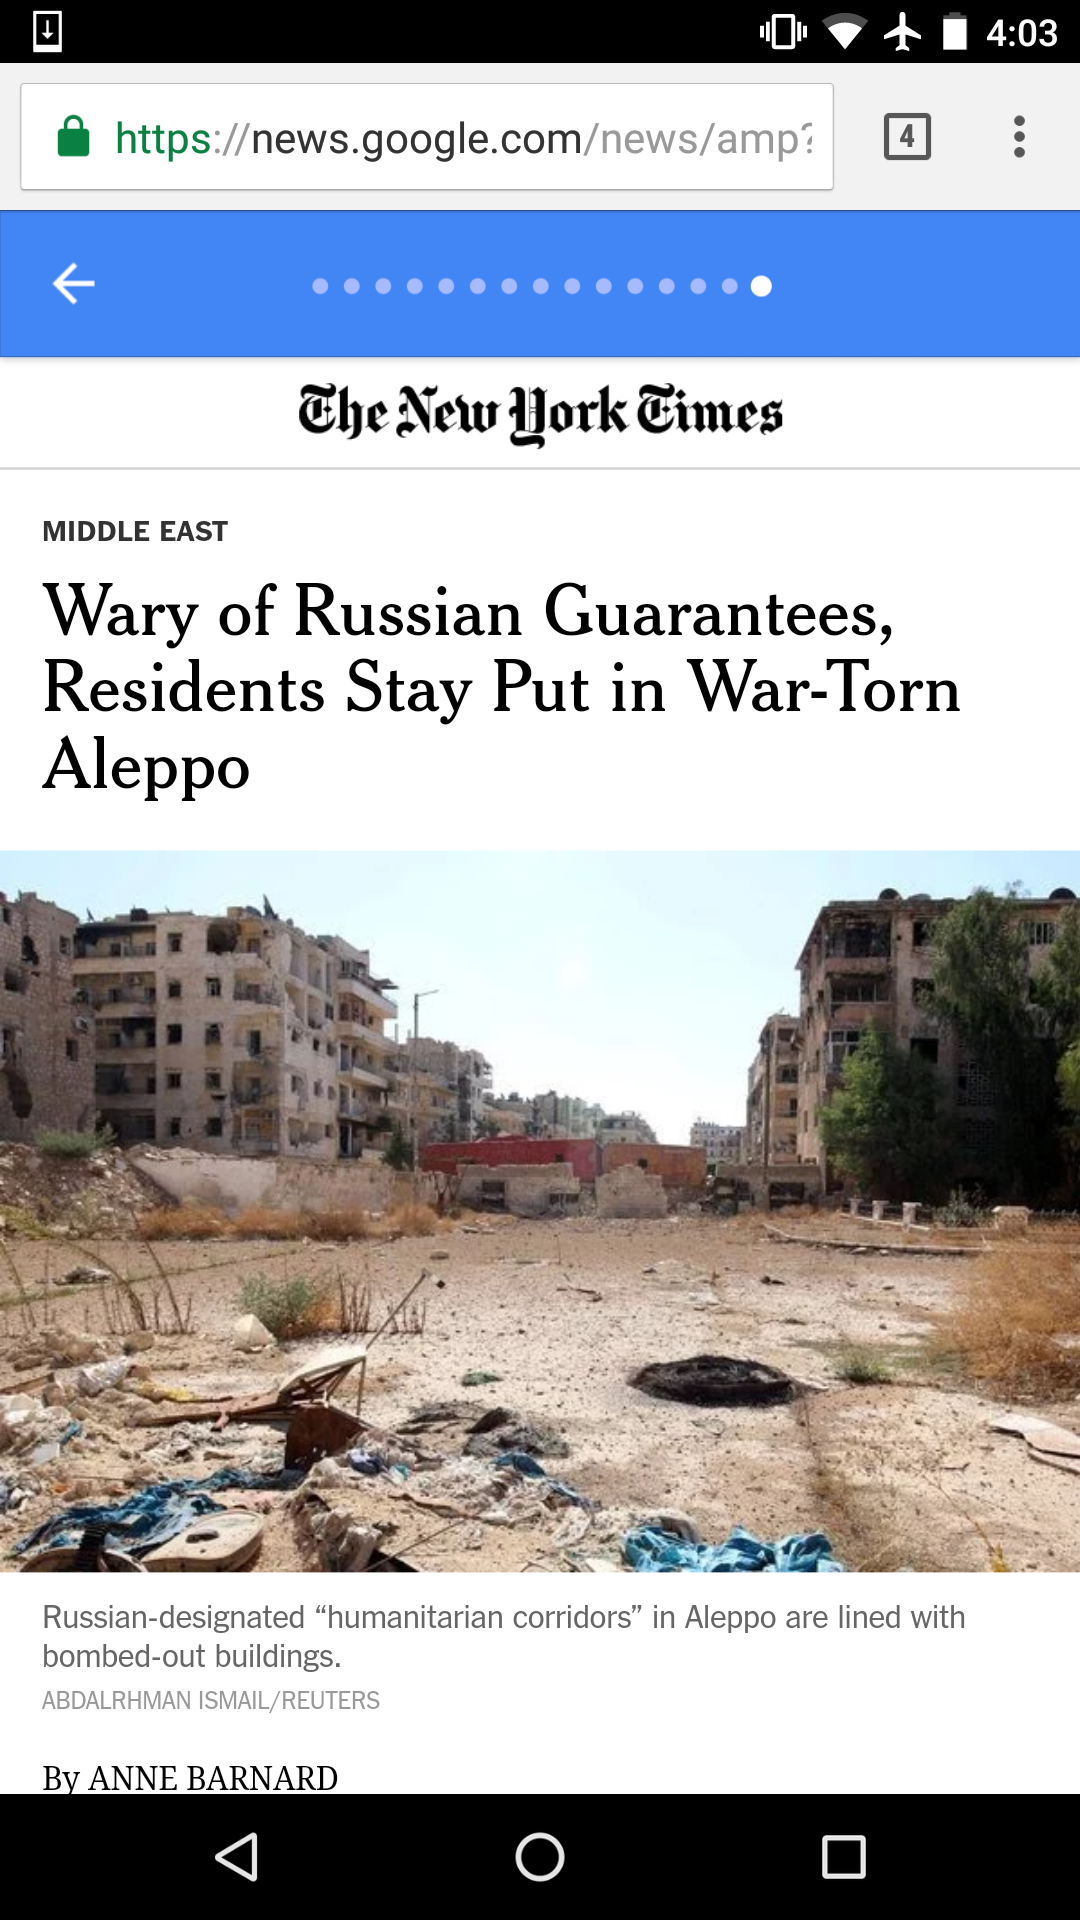 4:03
https://news.google.com/news/amp?
4
The New York Times
MIDDLE EAST
Wary of Russian Guarantees,
Residents Stay Put in War-Torn
Aleppo
Russian-designated “humanitarian corridors” in Aleppo are lined with
bombed-out buildings.
ABDALRHMAN ISMAIL/REUTERS
By ANNE BARNARD